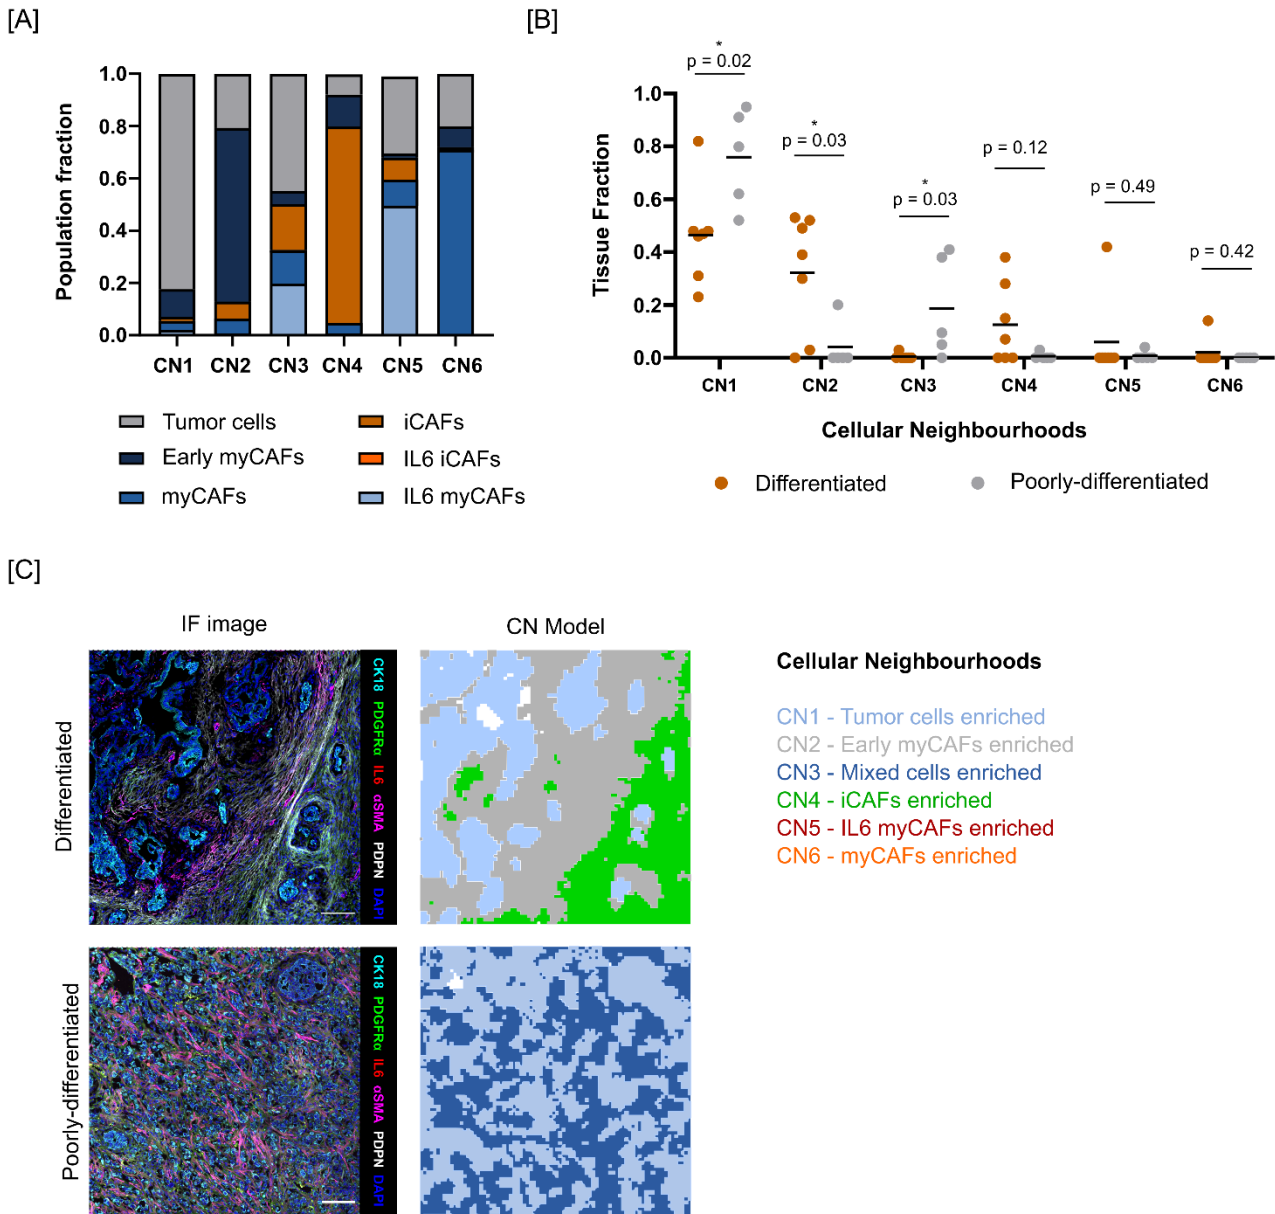 [A]
Population fraction
1.0
0.8
0.6
0.4
0.2
0.0
CN1 CN2 CN3 CN4 CN5 CN6
Tumor cells iCAFs
Early myCAFs IL6 iCAFs
myCAFs IL6 myCAFs
[B]
Tissue Fraction
1.0
0.8
0.6
0.4
0.2
0.0
*
p = 0.02
*
p = 0.03
*
p = 0.03
p = 0.12
p = 0.49
p = 0.42
CN1 CN2 CN3 CN4 CN5 CN6
Cellular Neighbourhoods
Differentiated Poorly-differentiated
[C]
IF image CN Model
Differentiated
CK18 PDGFRα IL6 αSMA PDPN DAPI
Poorly-differentiated
CK18 PDGFRα IL6 αSMA PDPN DAPI
Cellular Neighbourhoods
CN1 - Tumor cells enriched
CN2 - Early myCAFs enriched
CN3 - Mixed cells enriched
CN4 - iCAFs enriched
CN5 - IL6 myCAFs enriched
CN6 - myCAFs enriched